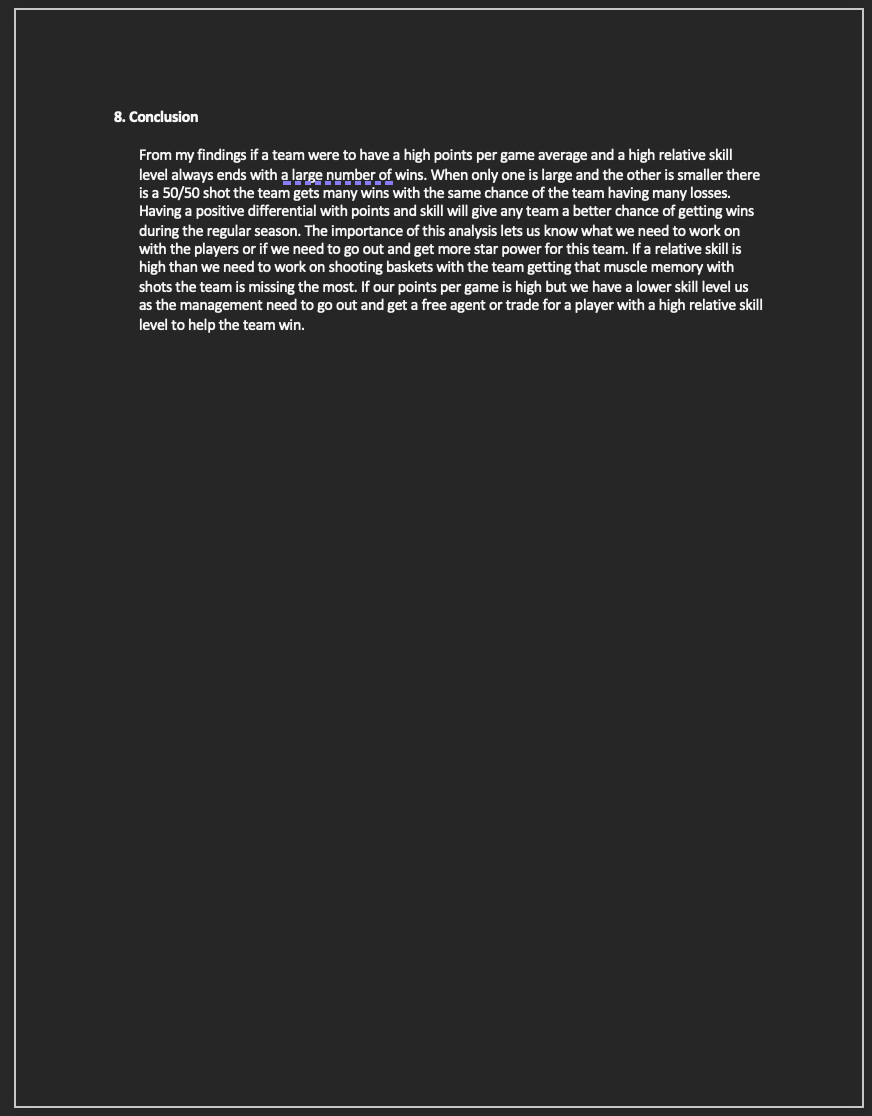 8. Conclusion
From my findings if a team were to have a high points per game average and a high relative skill
level always ends with a large number of wins. When only one is large and the other is smaller there
is a 50/50 shot the team gets many wins with the same chance of the team having many losses.
Having a positive differential with points and skill will give any team a better chance of getting wins
during the regular season. The importance of this analysis lets us know what we need to work on
with the players or if we need to go out and get more star power for this team. If a relative skill is
high than we need to work on shooting baskets with the team getting that muscle memory with
shots the team is missing the most. If our points per game is high but we have a lower skill level us
as the management need to go out and get a free agent or trade for a player with a high relative skill
level to help the team win.